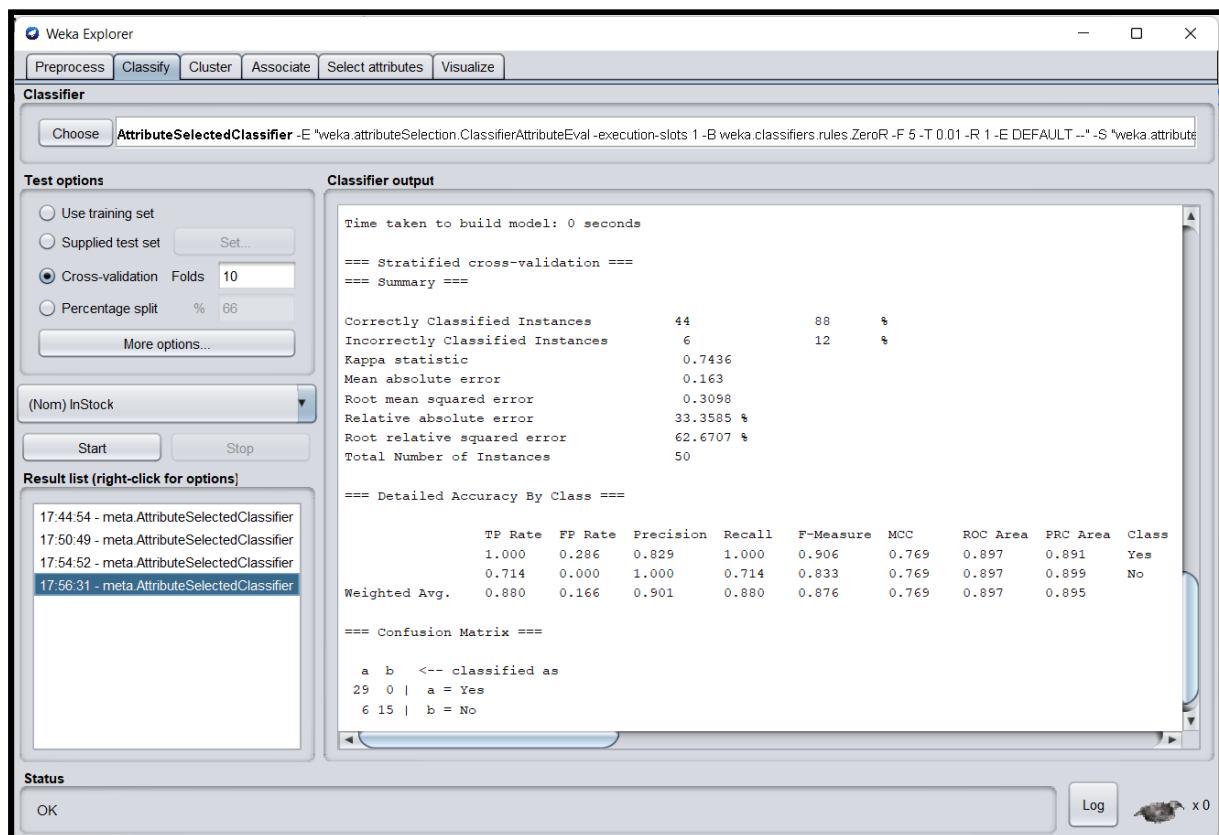 Weka Explorer
Preprocess Classify Cluster Associate Select attributes Visualize
Classifier
Choose AttributeSelectedClassifier -E "weka.attributeSelection.ClassifierAttributeEval -execution-slots 1 -B weka.classifiers.rules.ZeroR -F 5 -T 0.01 -R 1 -E DEFAULT --" -S "weka.attribute
Test options
Use training set
Supplied test set Set...
Cross-validation Folds 10
Percentage split % 66
More options...
(Nom) InStock
Start Stop
Result list (right-click for options)
17:44:54 - meta.AttributeSelectedClassifier
17:50:49 - meta.AttributeSelectedClassifier
17:54:52 - meta.AttributeSelectedClassifier
17:56:31 - meta.AttributeSelectedClassifier
Classifier output
Time taken to build model: 0 seconds
=== Stratified cross-validation ===
=== Summary ===
Correctly Classified Instances 44 88 %
Incorrectly Classified Instances 6 12 %
Kappa statistic 0.7436
Mean absolute error 0.163
Root mean squared error 0.3098
Relative absolute error 33.3585 %
Root relative squared error 62.6707 %
Total Number of Instances 50
=== Detailed Accuracy By Class ===
TP Rate FP Rate Precision Recall F-Measure MCC ROC Area PRC Area Class
1.000 0.286 0.829 1.000 0.906 0.769 0.897 0.891 Yes
0.714 0.000 1.000 0.714 0.833 0.769 0.897 0.899 No
Weighted Avg. 0.880 0.166 0.901 0.880 0.876 0.769 0.897 0.895
=== Confusion Matrix ===
a b <-- classified as
29 0 | a = Yes
6 15 | b = No
Status
OK
Log
x 0